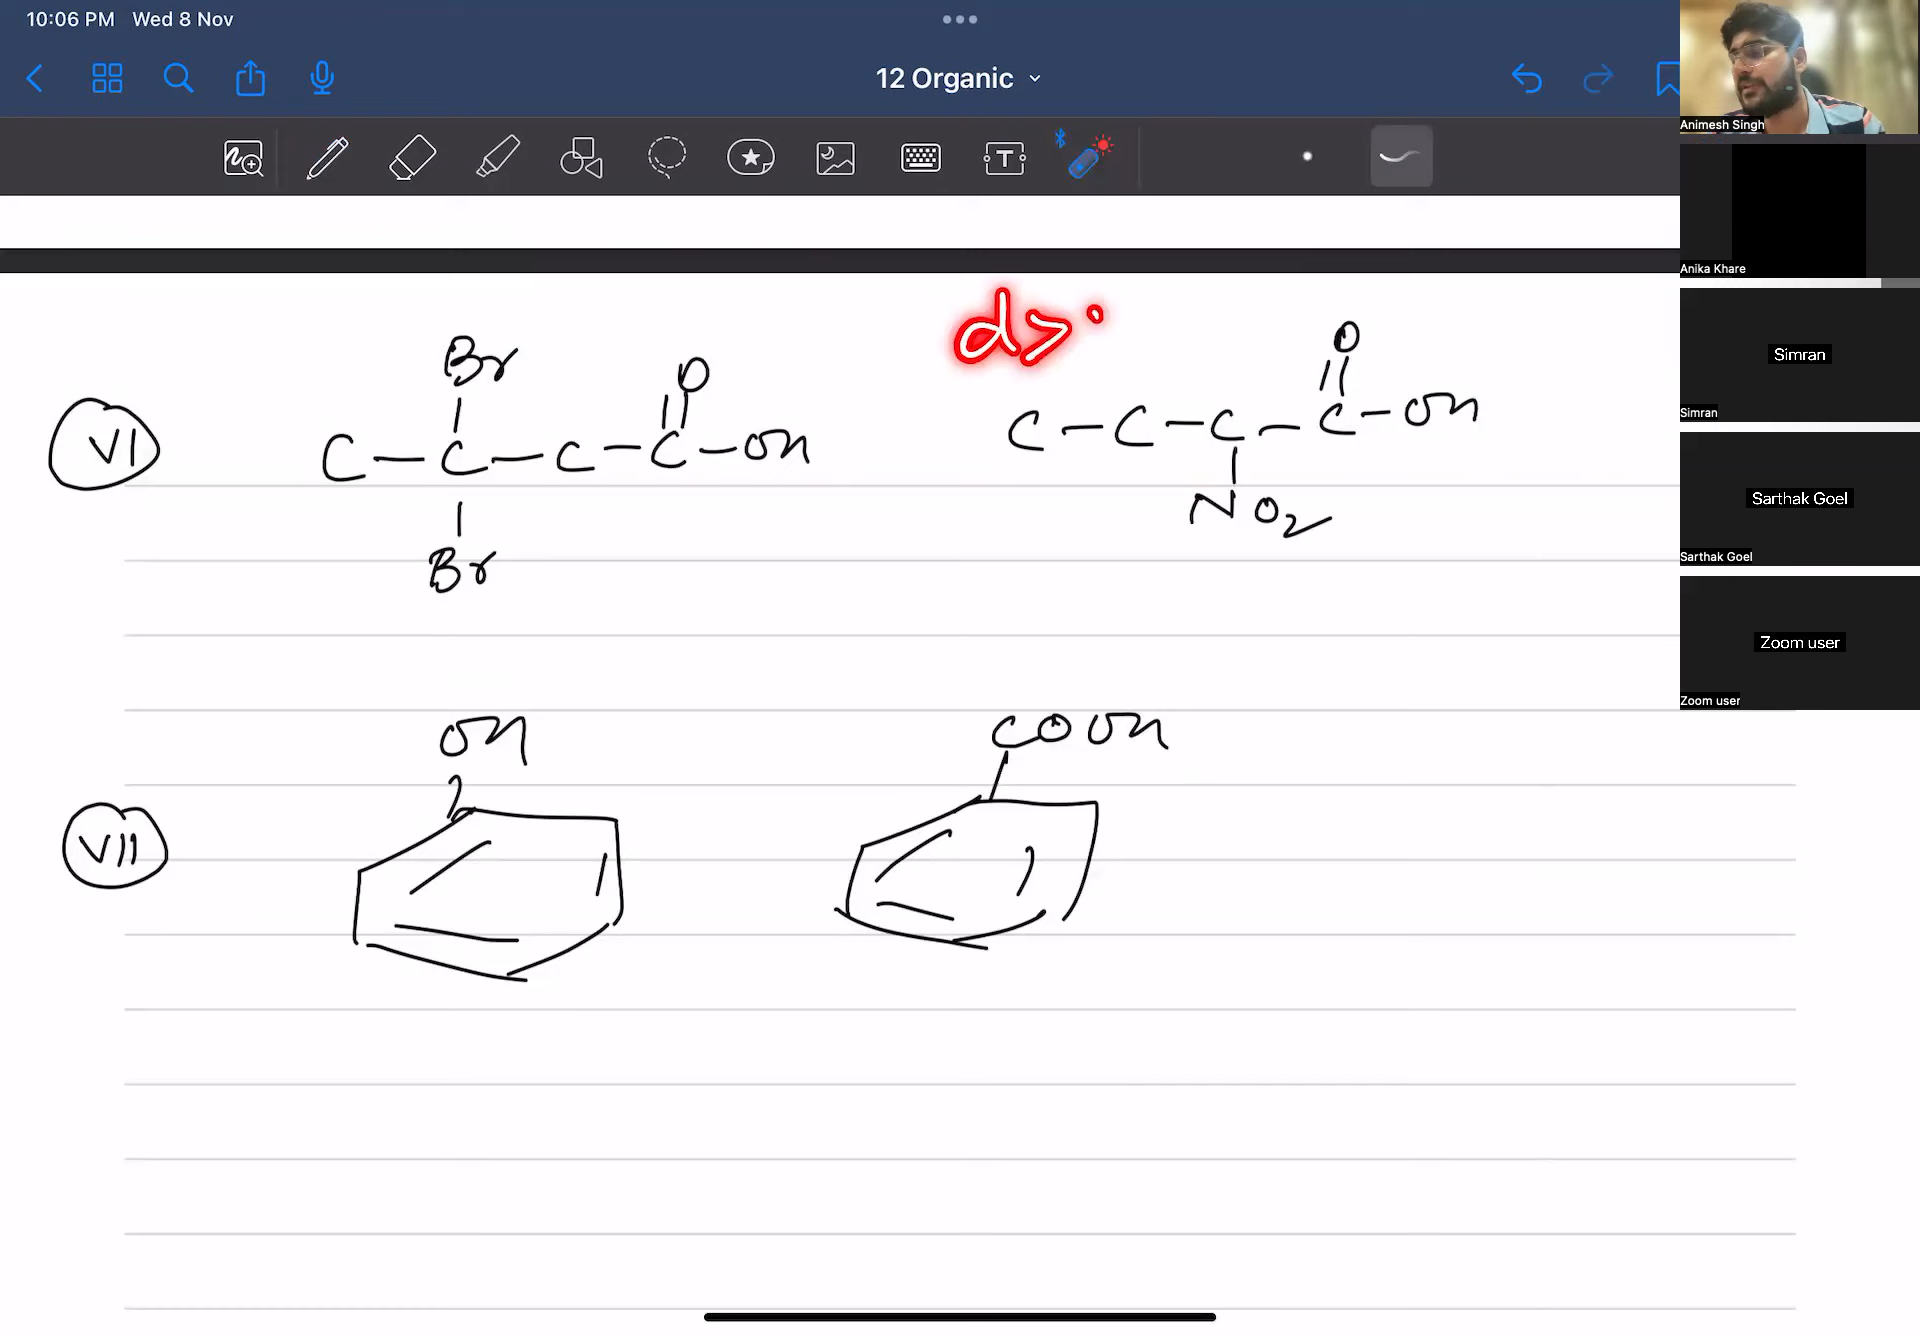 10:06 PM Wed 8 Nov
12 Organic
Animesh Singh
Anika Khare
Simran
Simran
Sarthak Goel
Sarthak Goel
Zoom user
Zoom user
d>
VI
Br
O
C-C-C-C-OH
Br
O
C-C-C-C-OH
NO2
VII
OH
COOH